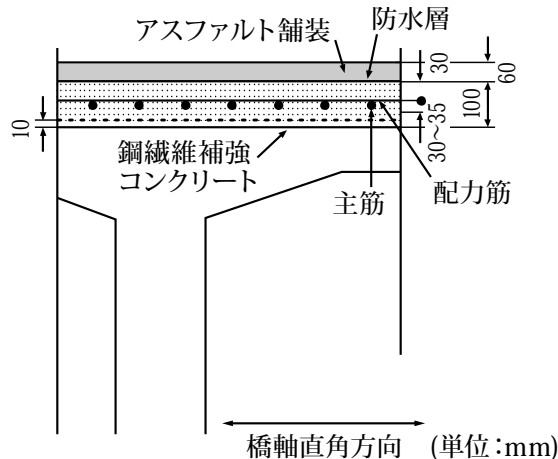 アスファルト舗装
防水層
30
60
100
10
30〜35
鋼繊維補強
コンクリート
主筋
配力筋
橋軸直角方向 (単位：mm)